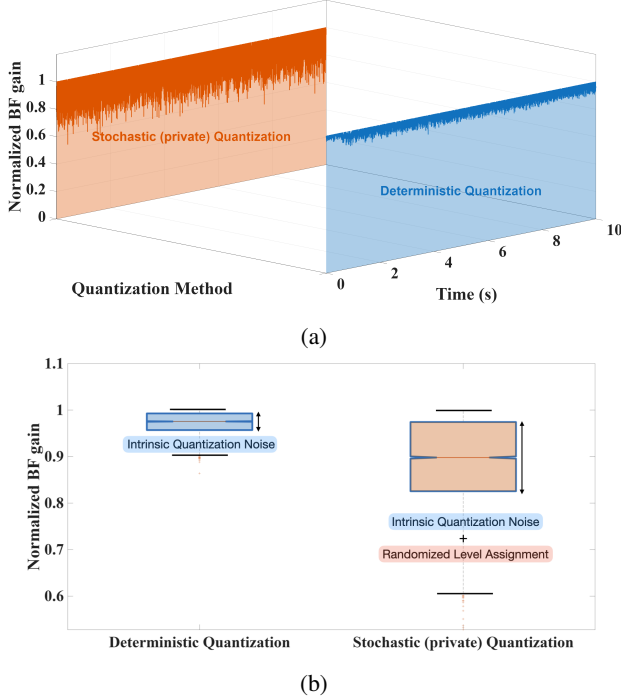 Normalized BF gain
1
0.8
0.6
0.4
0.2
0
Stochastic (private) Quantization
Deterministic Quantization
Quantization Method
0
2
4
6
8
10
Time (s)
(a)
Normalized BF gain
1.1
1
0.9
0.8
0.7
0.6
Intrinsic Quantization Noise
Intrinsic Quantization Noise
+
Randomized Level Assignment
Deterministic Quantization
Stochastic (private) Quantization
(b)